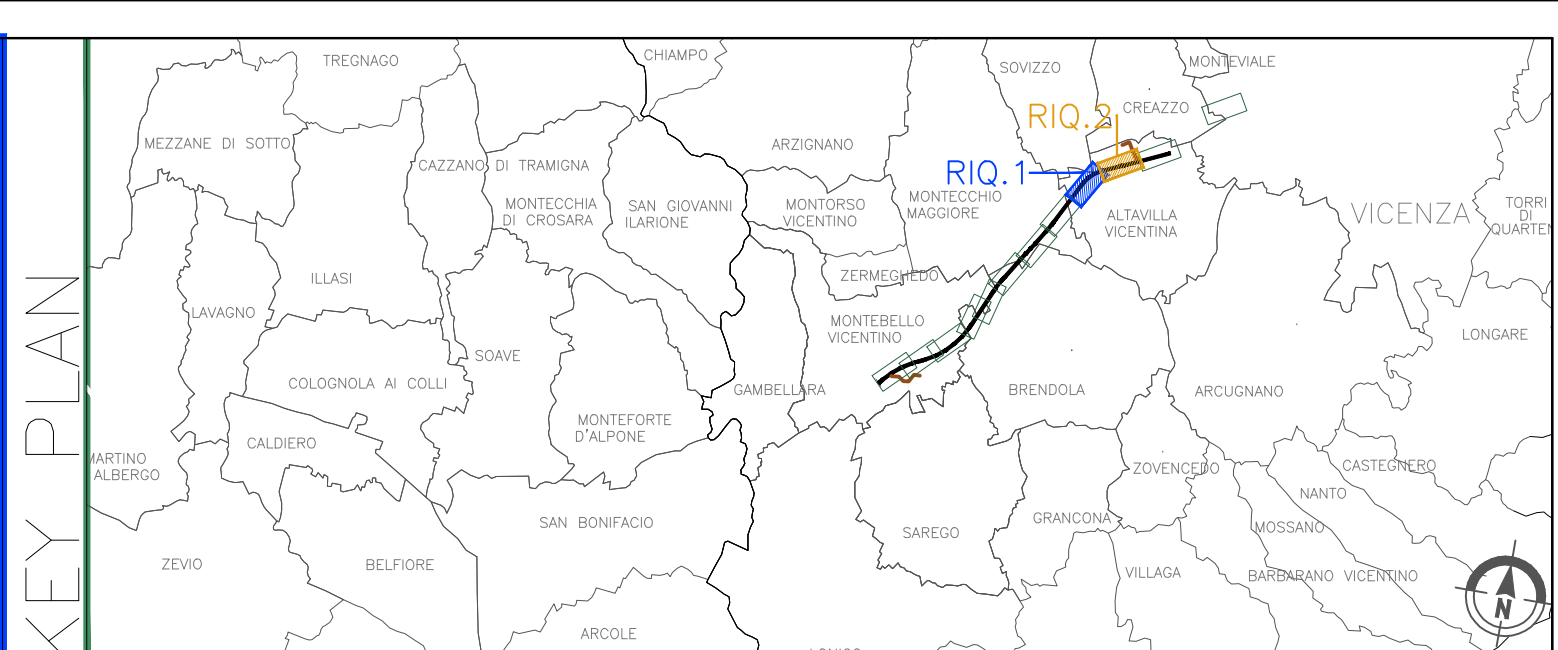 KEY PLAN
TREGNAGO
CHIAMPO
SOVIZZO
MONTEVIALE
CREAZZO
RIQ.2
MEZZANE DI SOTTO
ARZIGNANO
CAZZANO DI TRAMIGNA
RIQ.1
MONTECCHIA
DI CROSARA
SAN GIOVANNI
ILARIONE
MONTORSO
VICENTINO
MONTECCHIO
MAGGIORE
ALTAVILLA
VICENTINA
VICENZA
TORRI
DI
QUARTE
ILLASI
ZERMEGHEDO
LAVAGNO
MONTEBELLO
VICENTINO
LONGARE
SOAVE
COLOGNOLA AI COLLI
GAMBELLARA
BRENDOLA
ARCUGNANO
MONTEFORTE
D'ALPONE
CALDIERO
MARTINO
ALBERGO
ZOVENCEDO
CASTEGNERO
NANTO
SAN BONIFACIO
SAREGO
GRANCONA
MOSSANO
ZEVIO
BELFIORE
VILLAGA
BARBARANO VICENTINO
N
ARCOLE